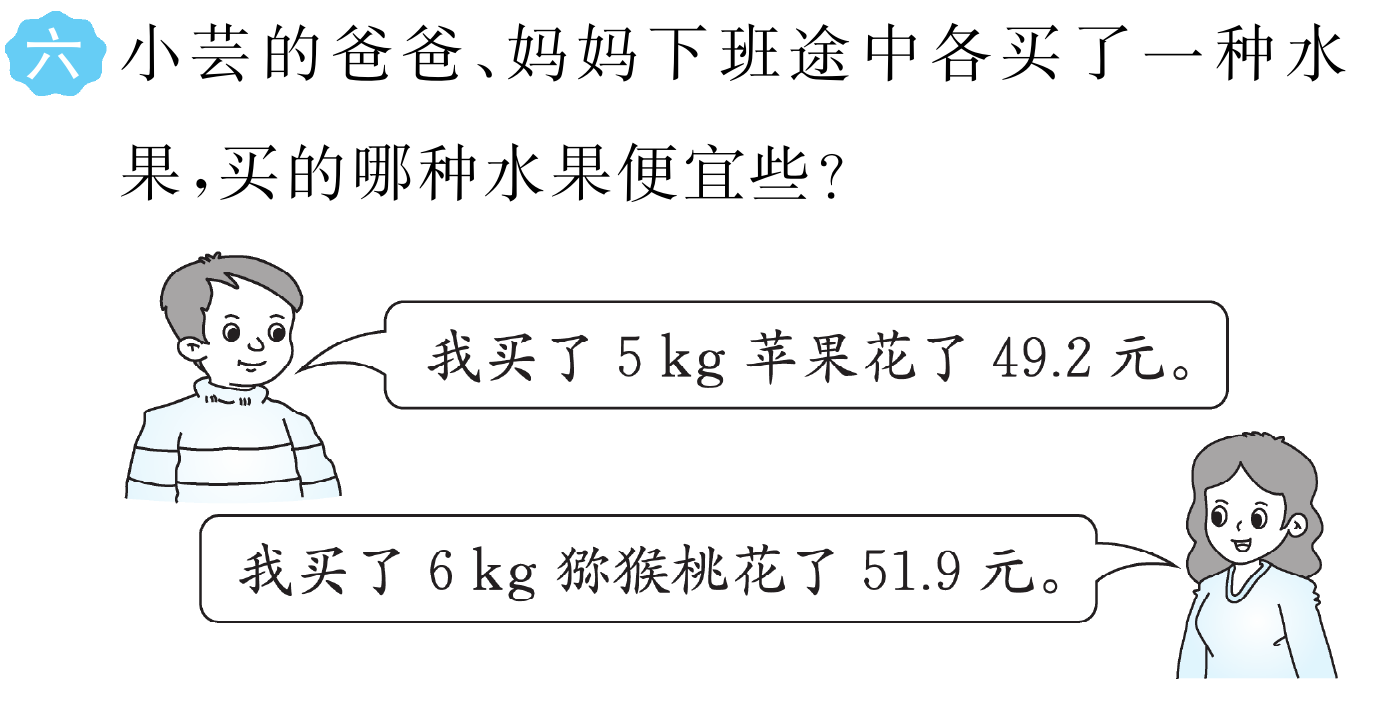 六 小芸的爸爸、妈妈下班途中各买了一种水
果,买的哪种水果便宜些?
我买了 5 kg 苹果花了 49.2 元。
我买了 6 kg 猕猴桃花了 51.9 元。